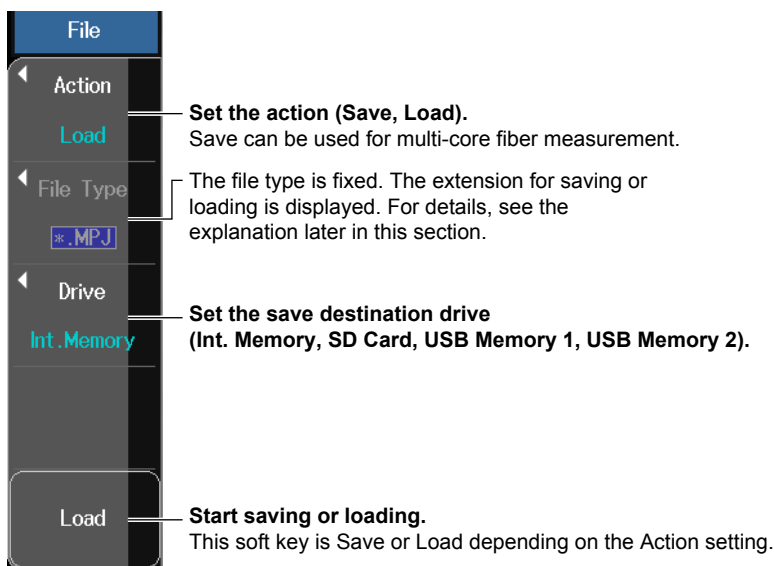 File
Action
Load
Set the action (Save, Load).
Save can be used for multi-core fiber measurement.
File Type
*.MPJ
The file type is fixed. The extension for saving or
loading is displayed. For details, see the
explanation later in this section.
Drive
Int.Memory
Set the save destination drive
(Int. Memory, SD Card, USB Memory 1, USB Memory 2).
Load
Start saving or loading.
This soft key is Save or Load depending on the Action setting.